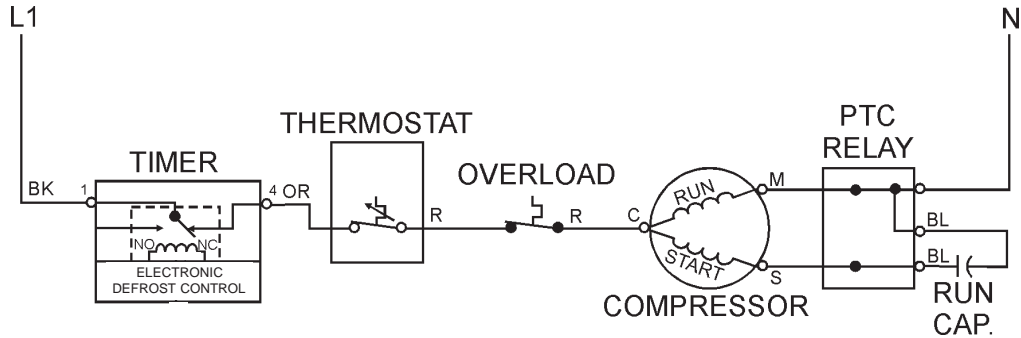 L1
N
THERMOSTAT
PTC
RELAY
TIMER
OVERLOAD
BK
1
4
OR
R
R
C
RUN
START
M
S
BL
BL
NO
NC
ELECTRONIC
DEFROST CONTROL
COMPRESSOR
RUN
CAP.